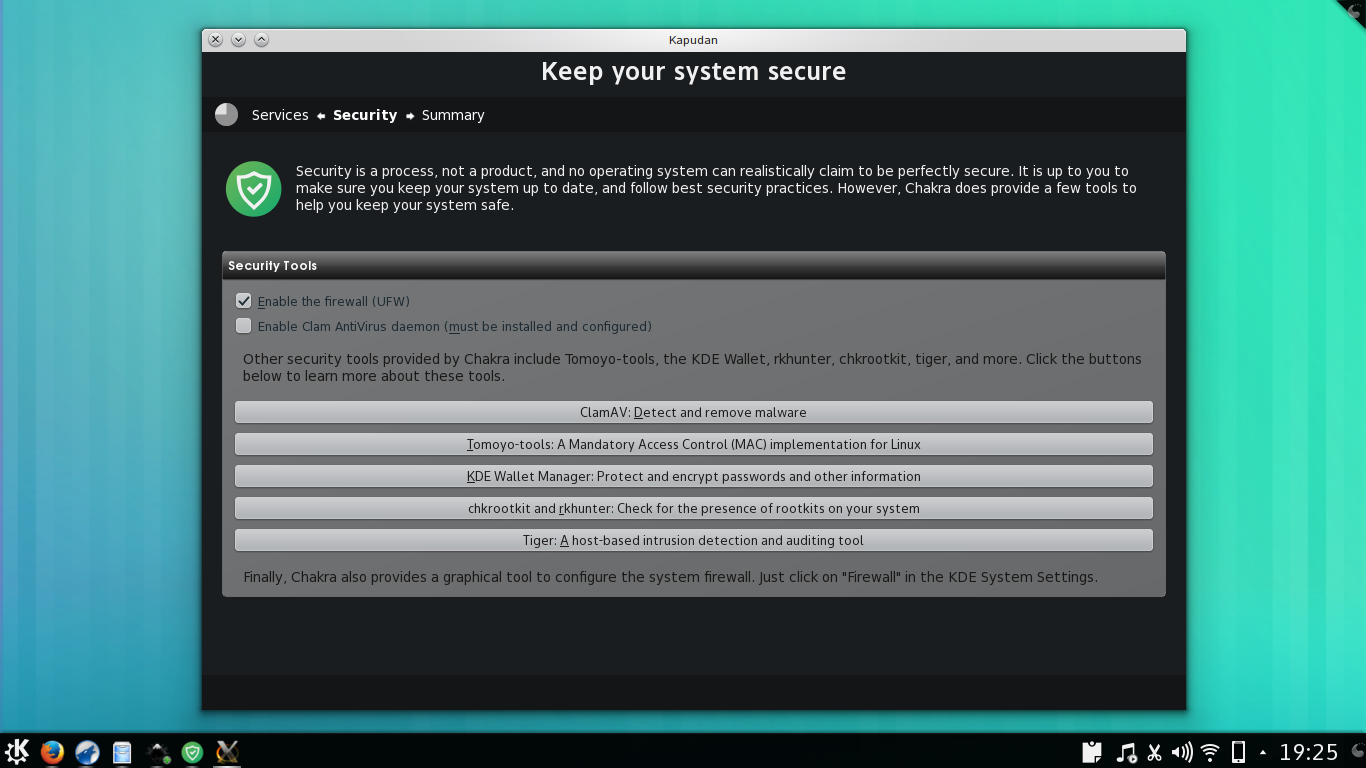 Kapudan
Keep your system secure
Services Security Summary
Security is a process, not a product, and no operating system can realistically claim to be perfectly secure. It is up to you to
make sure you keep your system up to date, and follow best security practices. However, Chakra does provide a few tools to
help you keep your system safe.
Security Tools
Enable the firewall (UFW)
Enable Clam AntiVirus daemon (must be installed and configured)
Other security tools provided by Chakra include Tomoyo-tools, the KDE Wallet, rkhunter, chkrootkit, tiger, and more. Click the buttons
below to learn more about these tools.
ClamAV: Detect and remove malware
Tomoyo-tools: A Mandatory Access Control (MAC) implementation for Linux
KDE Wallet Manager: Protect and encrypt passwords and other information
chkrootkit and rkhunter: Check for the presence of rootkits on your system
Tiger: A host-based intrusion detection and auditing tool
Finally, Chakra also provides a graphical tool to configure the system firewall. Just click on "Firewall" in the KDE System Settings.
19:25